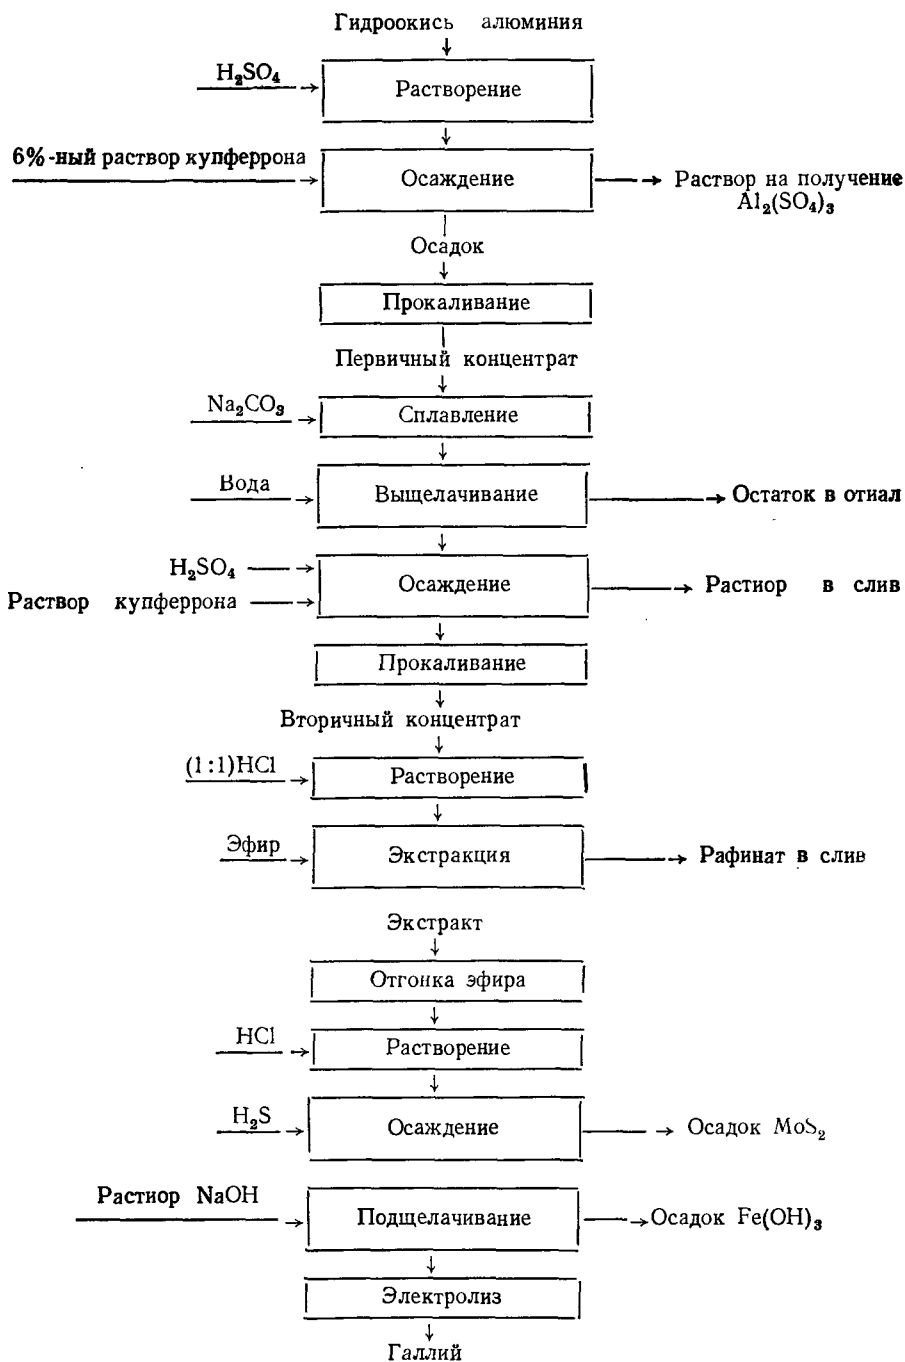 Гидроокись алюминия
H₂SO₄
Растворение
6%-ный раствор купферрона
Осаждение
Раствор на получение
Al₂(SO₄)₃
Осадок
Прокаливание
Первичный концентрат
Na₂CO₃
Сплавление
Вода
Выщелачивание
Остаток в отиал
H₂SO₄
Раствор купферрона
Осаждение
Растиор в слив
Прокаливание
Вторичный концентрат
(1:1)HCl
Растворение
Эфир
Экстракция
Рафинат в слив
Экстракт
Отгонка эфира
HCl
Растворение
H₂S
Осаждение
Осадок MoS₂
Растиор NaOH
Подщелачивание
Осадок Fe(OH)₃
Электролиз
Галлий